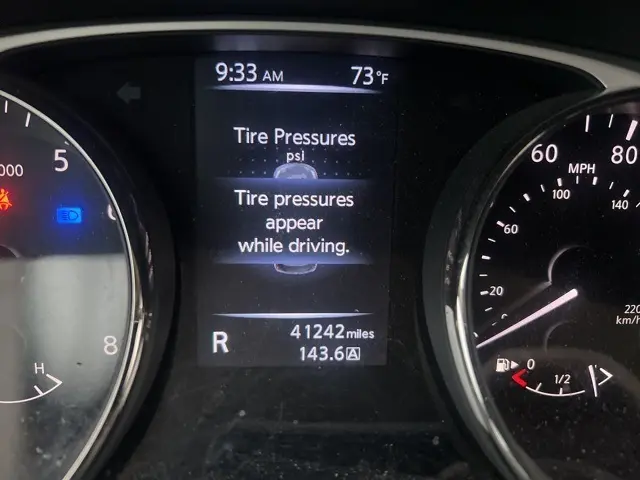 9:33 AM 73°F
Tire Pressures
psi
Tire pressures
appear
while driving.
R 41242 miles
143.6 A
000 5
6
8
H
20 60 100 140
60 80
MPH
220
km/h
0 1/2